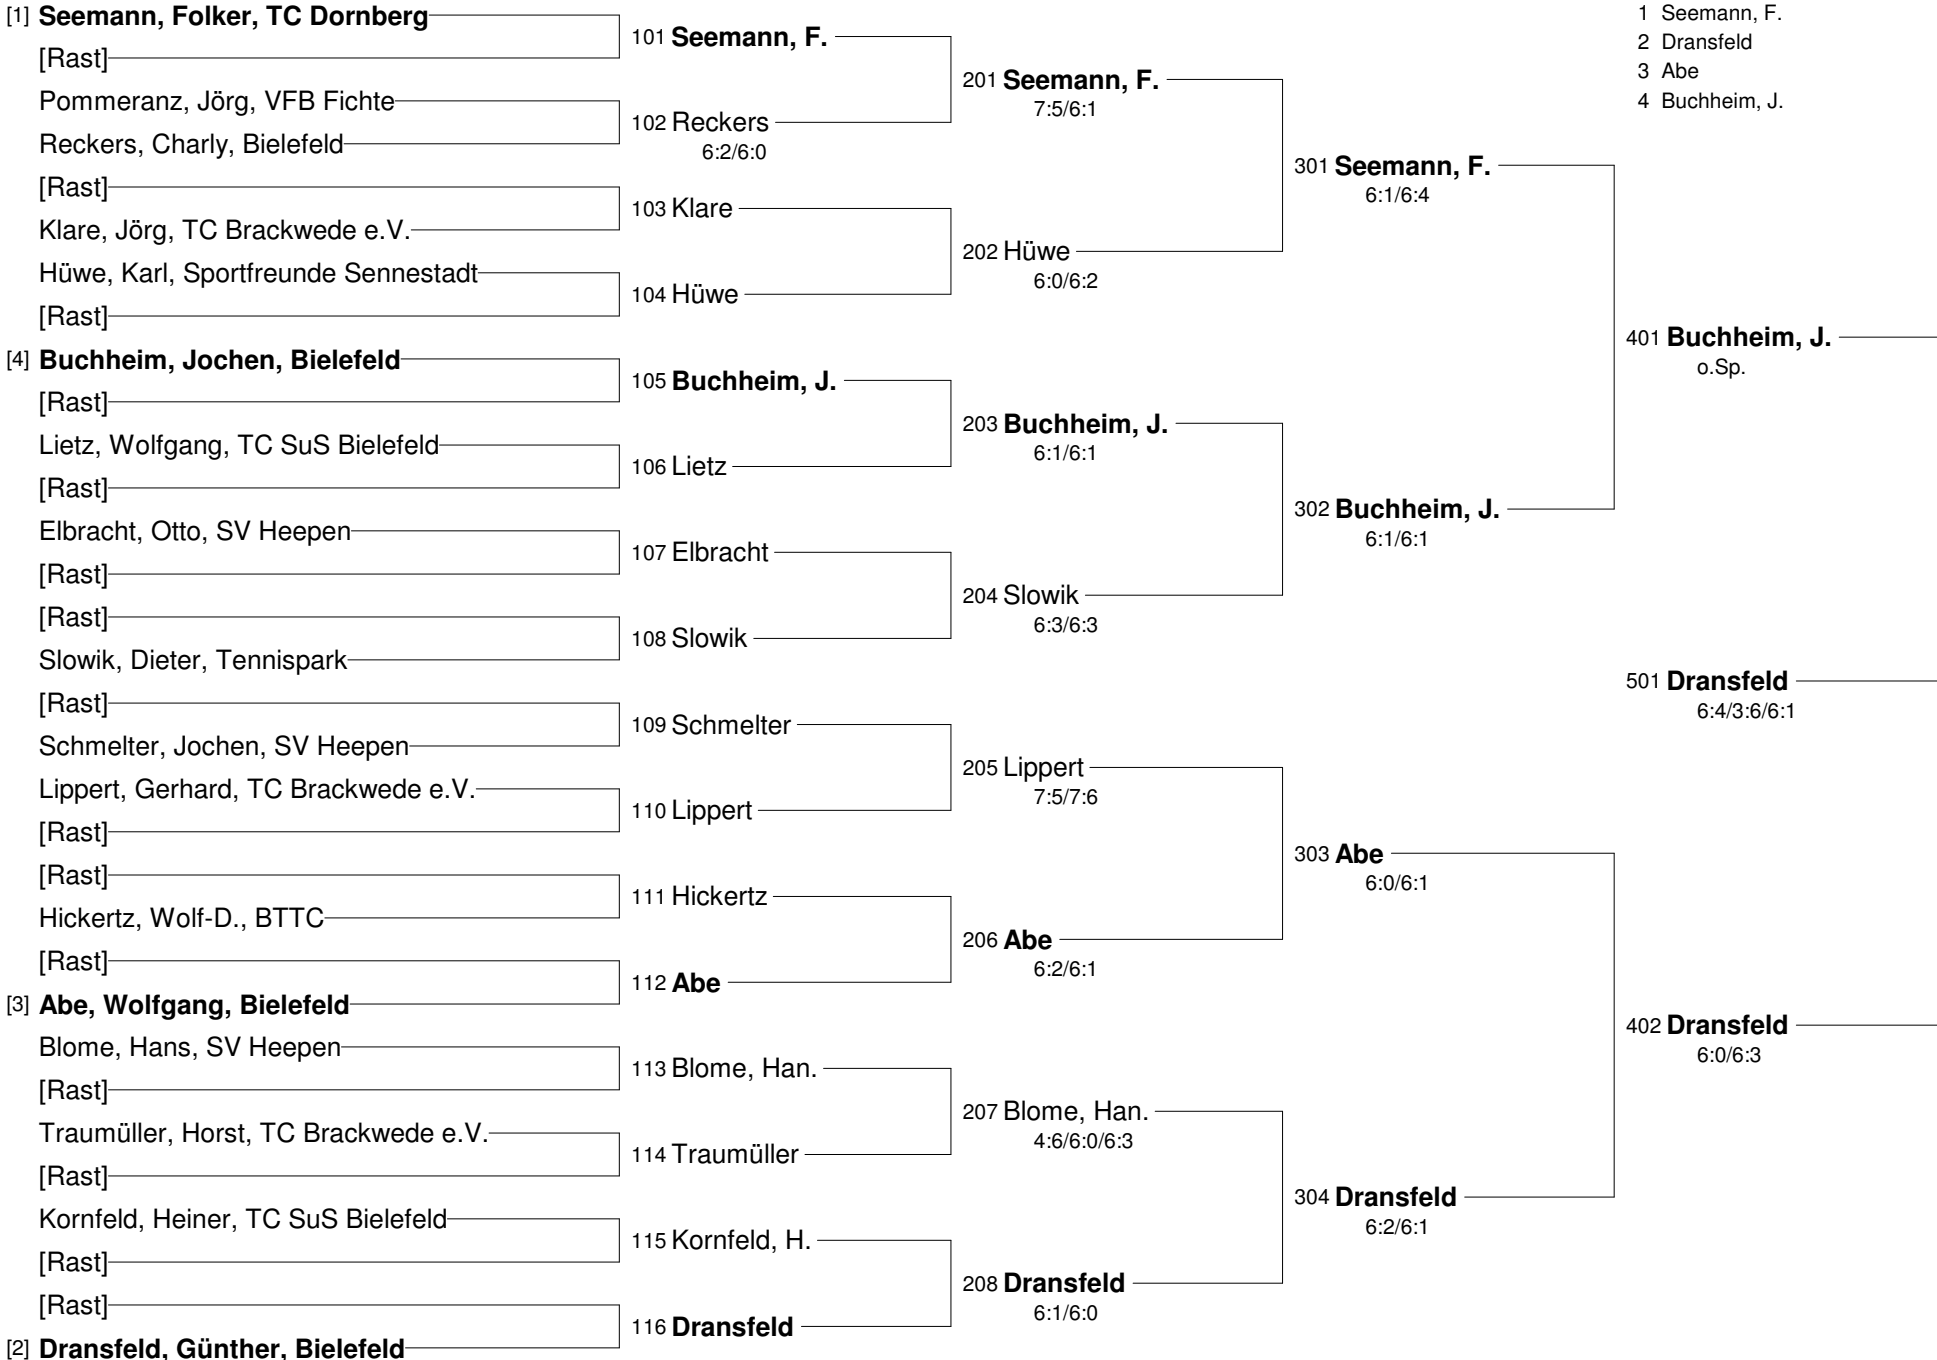 [1] Seemann, Folker, TC Dornberg
[Rast]
Pommeranz, Jörg, VFB Fichte
Reckers, Charly, Bielefeld
[Rast]
Klare, Jörg, TC Brackwede e.V.
Hüwe, Karl, Sportfreunde Sennestadt
[Rast]
[4] Buchheim, Jochen, Bielefeld
[Rast]
Lietz, Wolfgang, TC SuS Bielefeld
[Rast]
Elbracht, Otto, SV Heepen
[Rast]
[Rast]
Slowik, Dieter, Tennispark
[Rast]
Schmelter, Jochen, SV Heepen
Lippert, Gerhard, TC Brackwede e.V.
[Rast]
[Rast]
Hickertz, Wolf-D., BTTC
[Rast]
[3] Abe, Wolfgang, Bielefeld
Blome, Hans, SV Heepen
[Rast]
Traumüller, Horst, TC Brackwede e.V.
[Rast]
Kornfeld, Heiner, TC SuS Bielefeld
[Rast]
[Rast]
[2] Dransfeld, Günther, Bielefeld
101 Seemann, F.
102 Reckers
6:2/6:0
103 Klare
104 Hüwe
105 Buchheim, J.
106 Lietz
107 Elbracht
108 Slowik
109 Schmelter
110 Lippert
111 Hickertz
112 Abe
113 Blome, Han.
114 Traumüller
115 Kornfeld, H.
116 Dransfeld
201 Seemann, F.
7:5/6:1
202 Hüwe
6:0/6:2
203 Buchheim, J.
6:1/6:1
204 Slowik
6:3/6:3
205 Lippert
7:5/7:6
206 Abe
6:2/6:1
207 Blome, Han.
4:6/6:0/6:3
208 Dransfeld
6:1/6:0
301 Seemann, F.
6:1/6:4
302 Buchheim, J.
6:1/6:1
303 Abe
6:0/6:1
304 Dransfeld
6:2/6:1
1 Seemann, F.
2 Dransfeld
3 Abe
4 Buchheim, J.
401 Buchheim, J.
o.Sp.
501 Dransfeld
6:4/3:6/6:1
402 Dransfeld
6:0/6:3